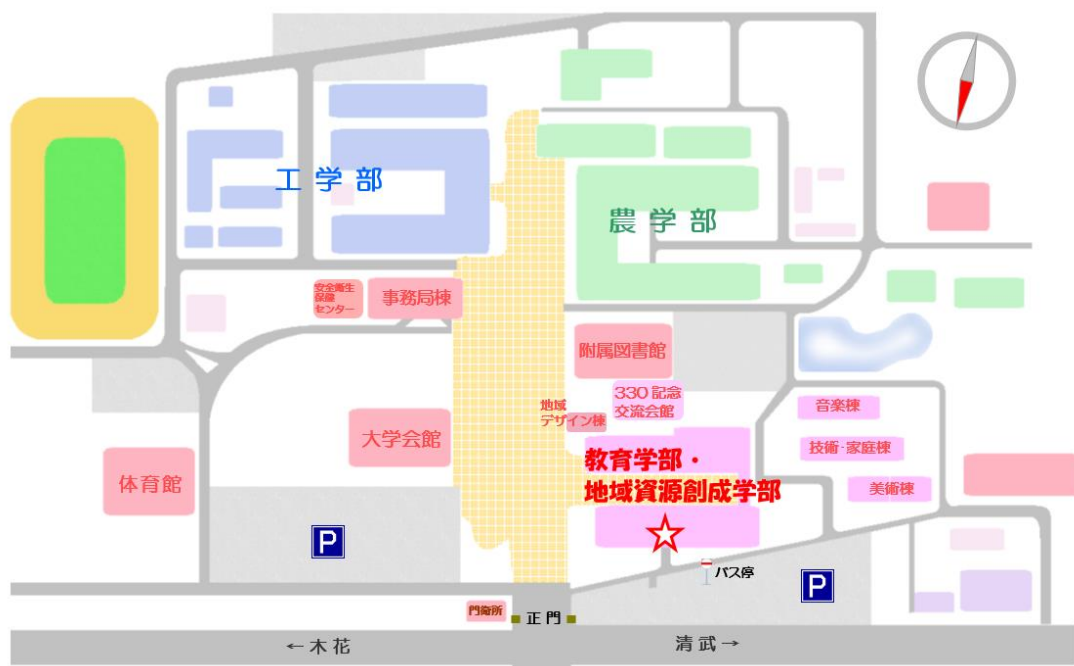 工学部
農学部
安全衛生
保健
センター
事務局棟
附属図書館
330記念
交流会館
地域
デザイン棟
音楽棟
大学会館
技術・家庭棟
教育学部・
地域資源創成学部
体育館
美術棟
P
バス停
P
門衛所
正門
←木花
清武→